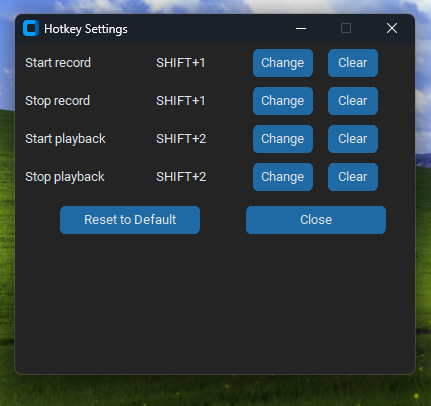 Hotkey Settings
Start record SHIFT+1 Change Clear
Stop record SHIFT+1 Change Clear
Start playback SHIFT+2 Change Clear
Stop playback SHIFT+2 Change Clear
Reset to Default Close